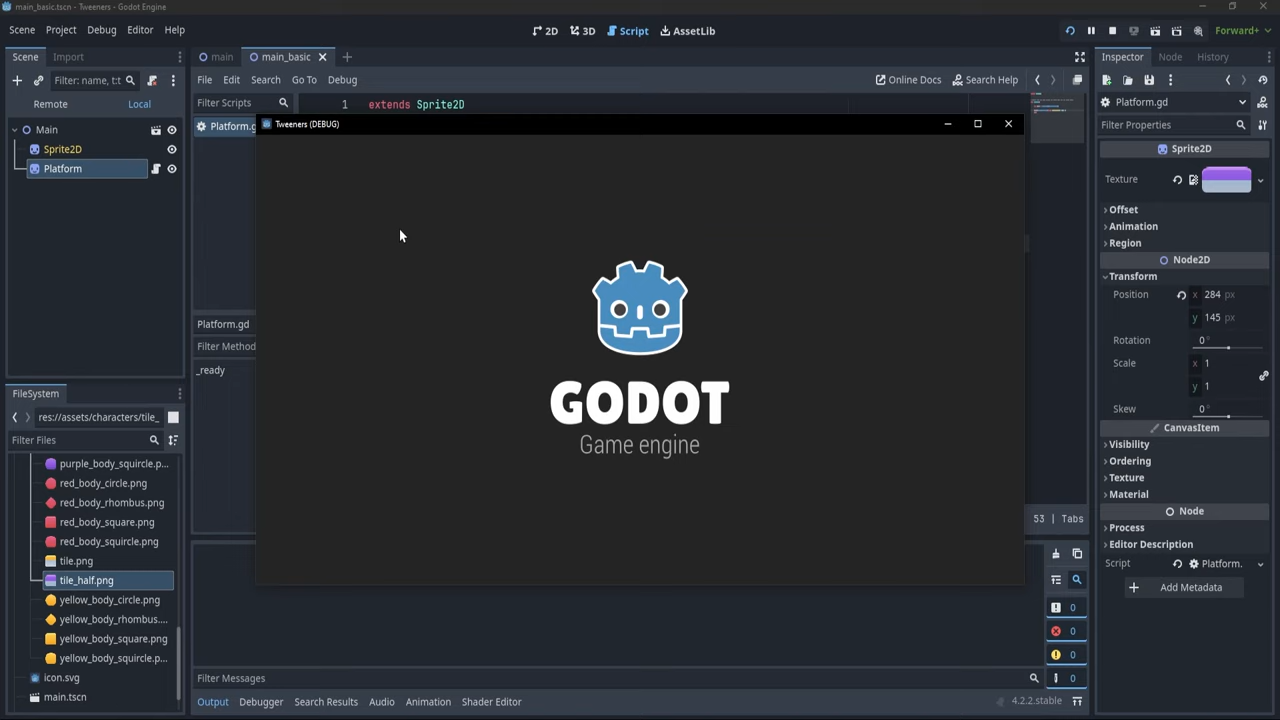 main_basic.tscn - Tweeners - Godot Engine
Scene Project Debug Editor Help
2D 3D Script AssetLib
Forward+
Scene Import
main main_basic
Inspector Node History
Filter: name, t:t
File Edit Search Go To Debug
Online Docs Search Help
Remote Local
Filter Scripts
1 extends Sprite2D
Platform.gd
Filter Properties
Main
Sprite2D
Platform
Platform.g
Tweeners (DEBUG)
Sprite2D
Texture
Offset
Animation
Region
Node2D
Transform
Position x 284 px
y 145 px
Rotation 0°
Scale x 1
y 1
Skew 0°
CanvasItem
Visibility
Ordering
Texture
Material
Node
Process
Editor Description
Script Platform.
Add Metadata
GODOT
Game engine
Platform.gd
Filter Method
_ready
53 | Tabs
FileSystem
res://assets/characters/tile_
Filter Files
purple_body_squircle.p...
red_body_circle.png
red_body_rhombus.png
red_body_square.png
red_body_squircle.png
tile.png
tile_half.png
yellow_body_circle.png
yellow_body_rhombus....
yellow_body_square.png
yellow_body_squircle.p...
icon.svg
main.tscn
0
0
0
0
Filter Messages
Output Debugger Search Results Audio Animation Shader Editor
4.2.2.stable